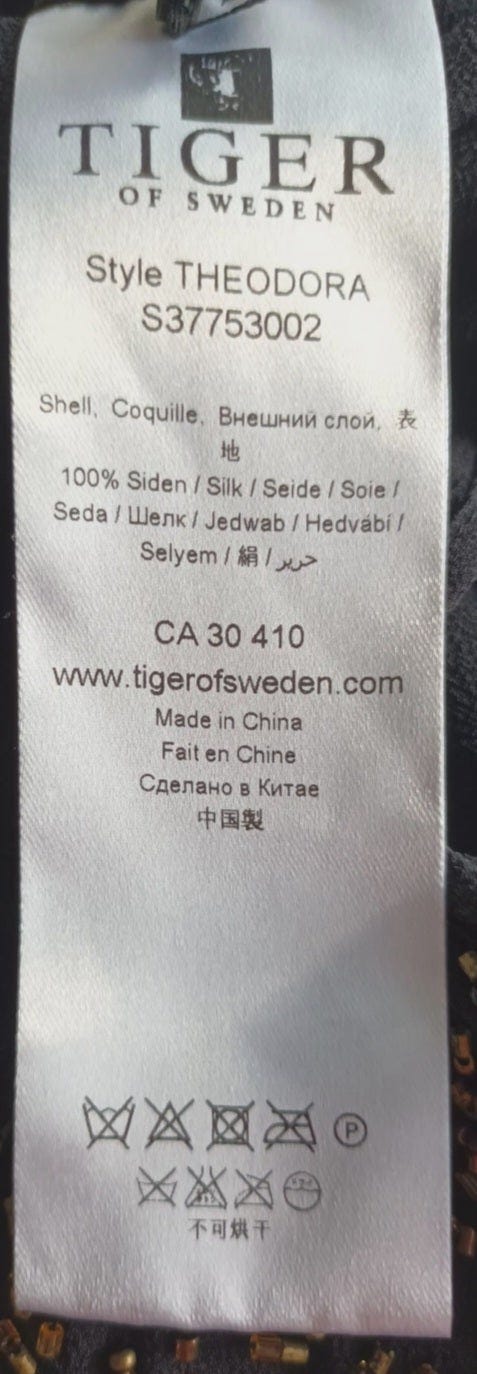 TIGER
OF SWEDEN
Style THEODORA
S37753002
Shell, Coquille, Внешний слой, 表
地
100% Siden / Silk / Seide / Soie /
Seda / Шелк / Jedwab / Hedvábí /
Selyem / 絹 / حرير
CA 30 410
www.tigerofsweden.com
Made in China
Fait en Chine
Сделано в Китае
中国製
P
不可烘干